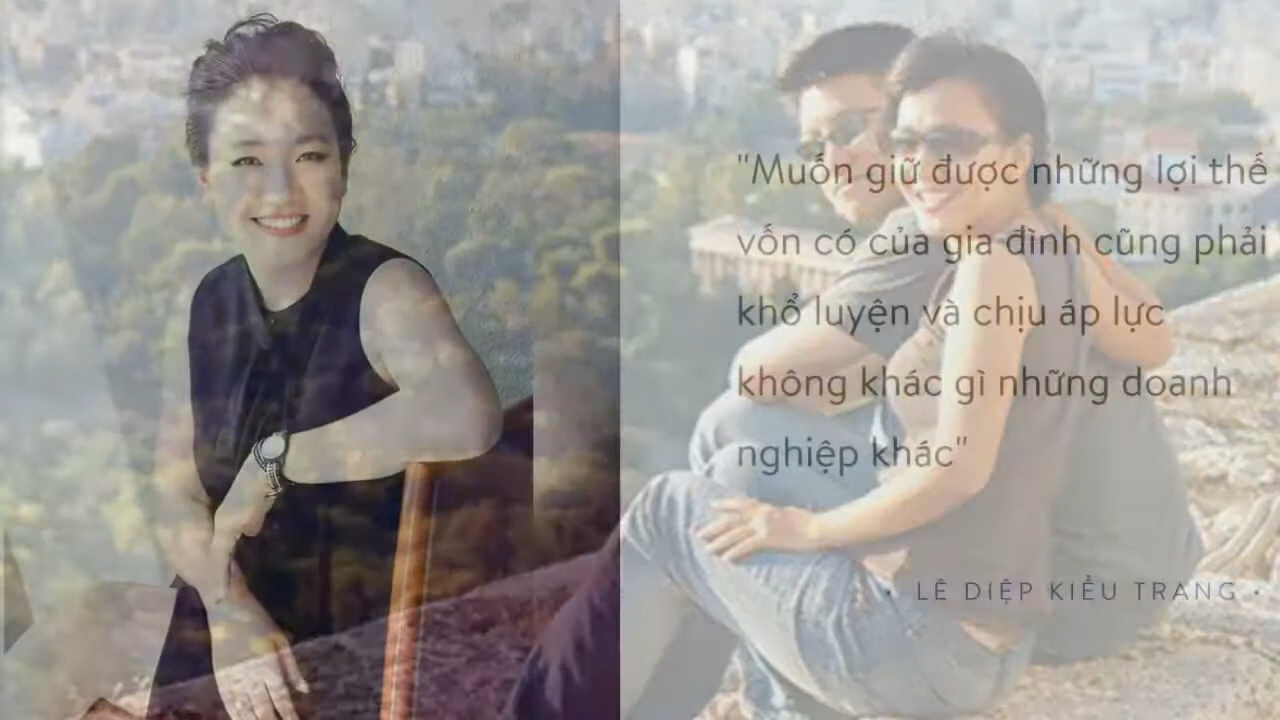 "Muốn giữ được những lợi thế
vốn có của gia đình cũng phải
khổ luyện và chịu áp lực
không khác gì những doanh
nghiệp khác"
• LÊ DIỆP KIỀU TRANG •